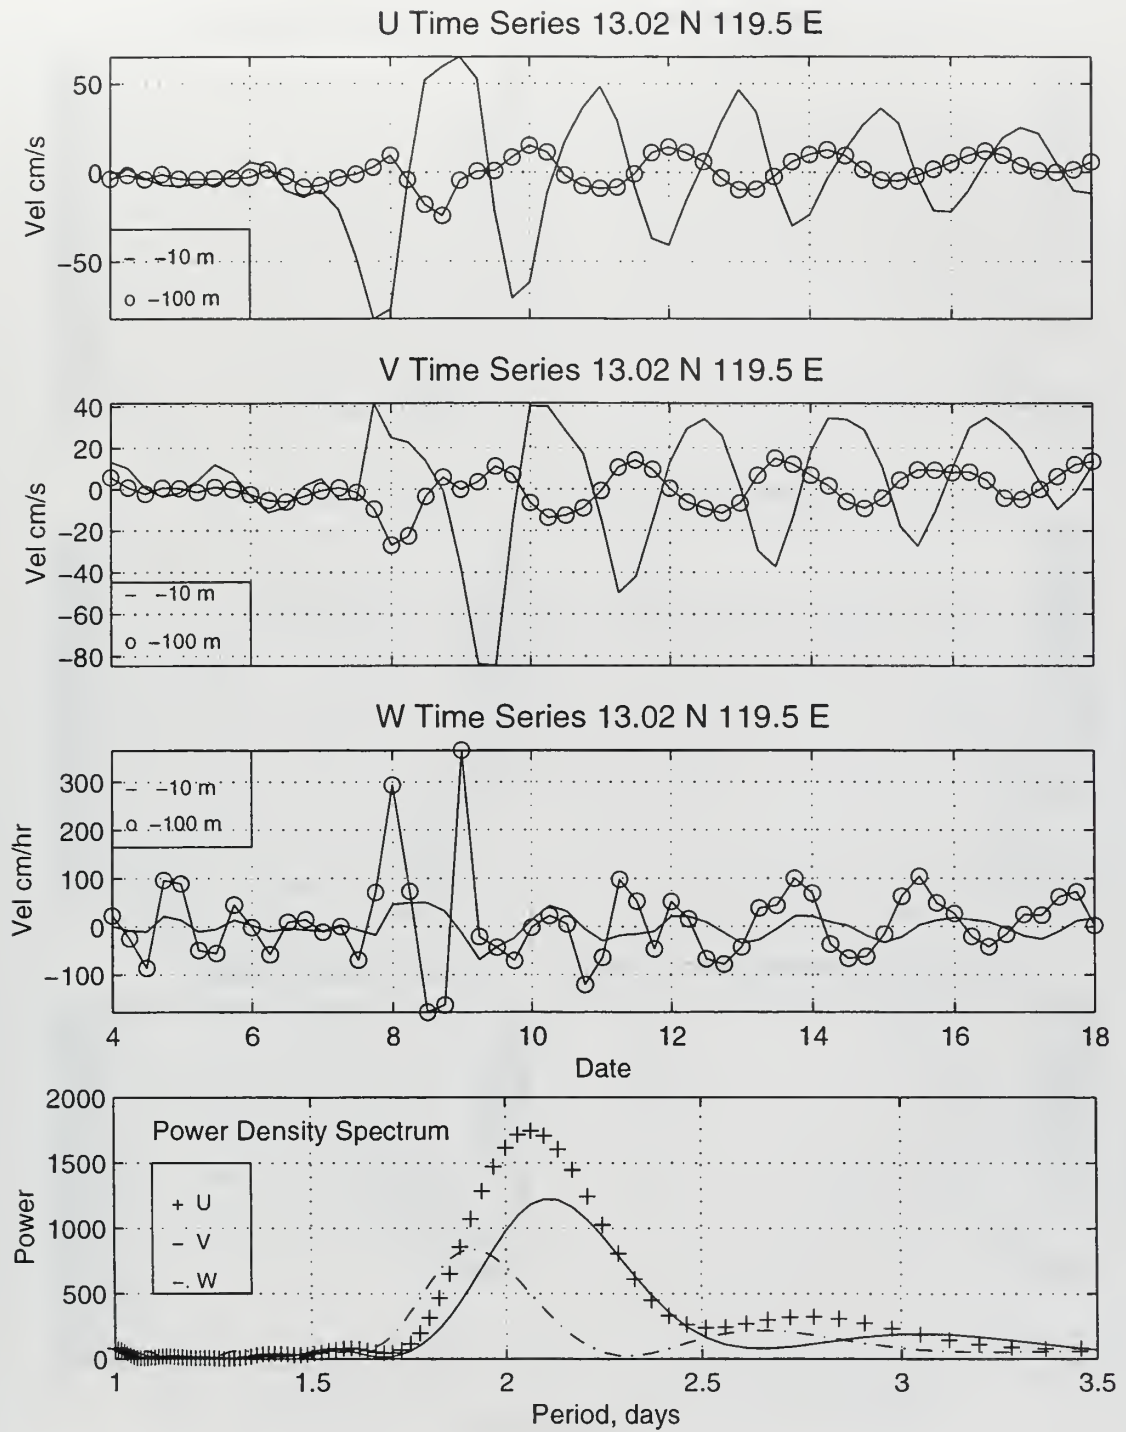 U Time Series 13.02 N 119.5 E
50
0
−50
Vel cm/s
– −10 m
o −100 m
V Time Series 13.02 N 119.5 E
40
20
0
−20
−40
−60
−80
Vel cm/s
– −10 m
o −100 m
W Time Series 13.02 N 119.5 E
300
200
100
0
−100
Vel cm/hr
– −10 m
o −100 m
4 6 8 10 12 14 16 18
Date
2000
1500
1000
500
0
Power
Power Density Spectrum
+ U
– V
–. W
1 1.5 2 2.5 3 3.5
Period, days